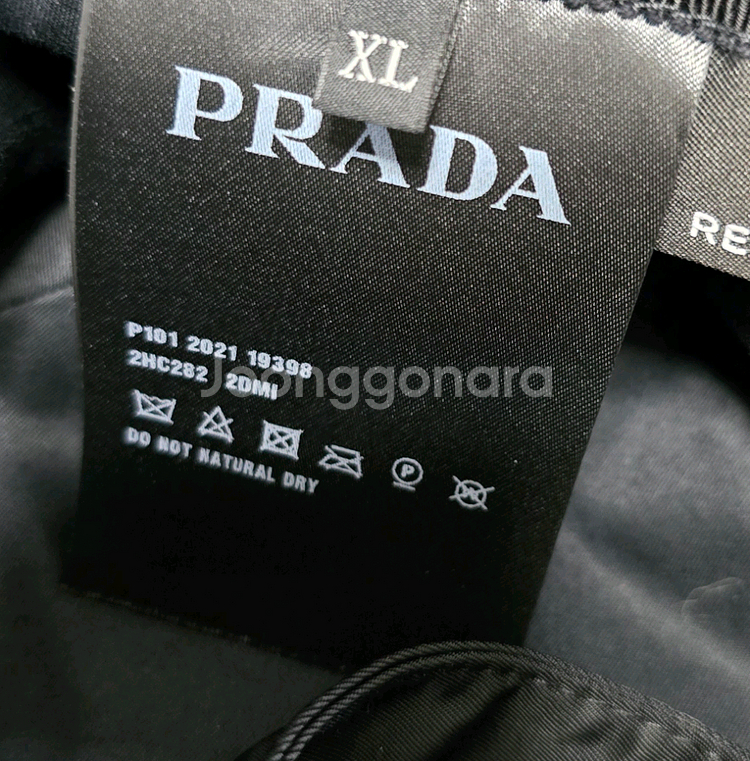 XL
PRADA
RE
P101 2021 19398
2HC282 2DMI
Joonggonara
DO NOT NATURAL DRY
P
W